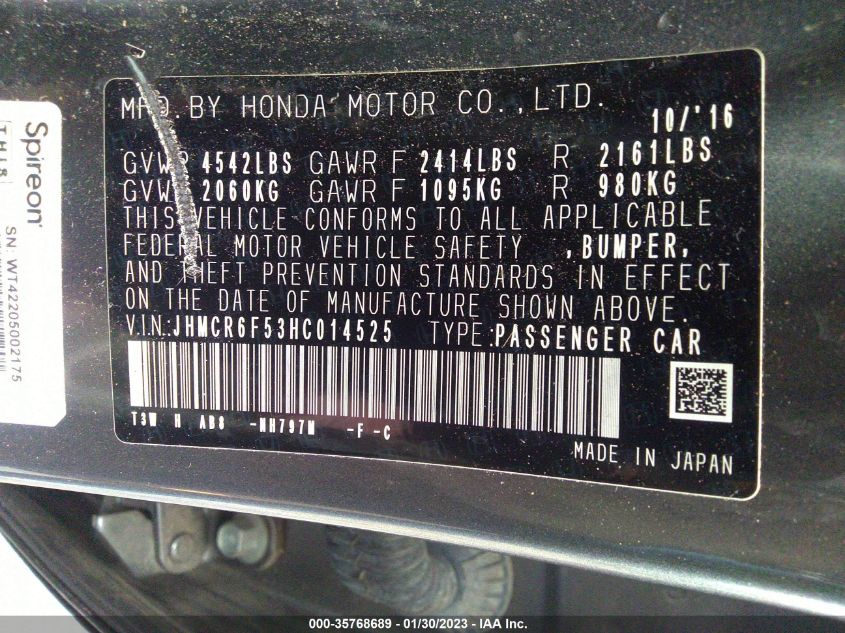 MFD. BY HONDA MOTOR CO., LTD. 10/'16
GVWR 4542LBS GAWR F 2414LBS R 2161LBS
GVWR 2060KG GAWR F 1095KG R 980KG
THIS VEHICLE CONFORMS TO ALL APPLICABLE
FEDERAL MOTOR VEHICLE SAFETY ,BUMPER,
AND THEFT PREVENTION STANDARDS IN EFFECT
ON THE DATE OF MANUFACTURE SHOWN ABOVE.
V.I.N.:JHMCR6F53HC014525 TYPE:PASSENGER CAR
T3W H AB8 -NH797M -F -C
MADE IN JAPAN
Spireon
THIS
SN: WT42205002175
000-35768689 - 01/30/2023 - IAA Inc.